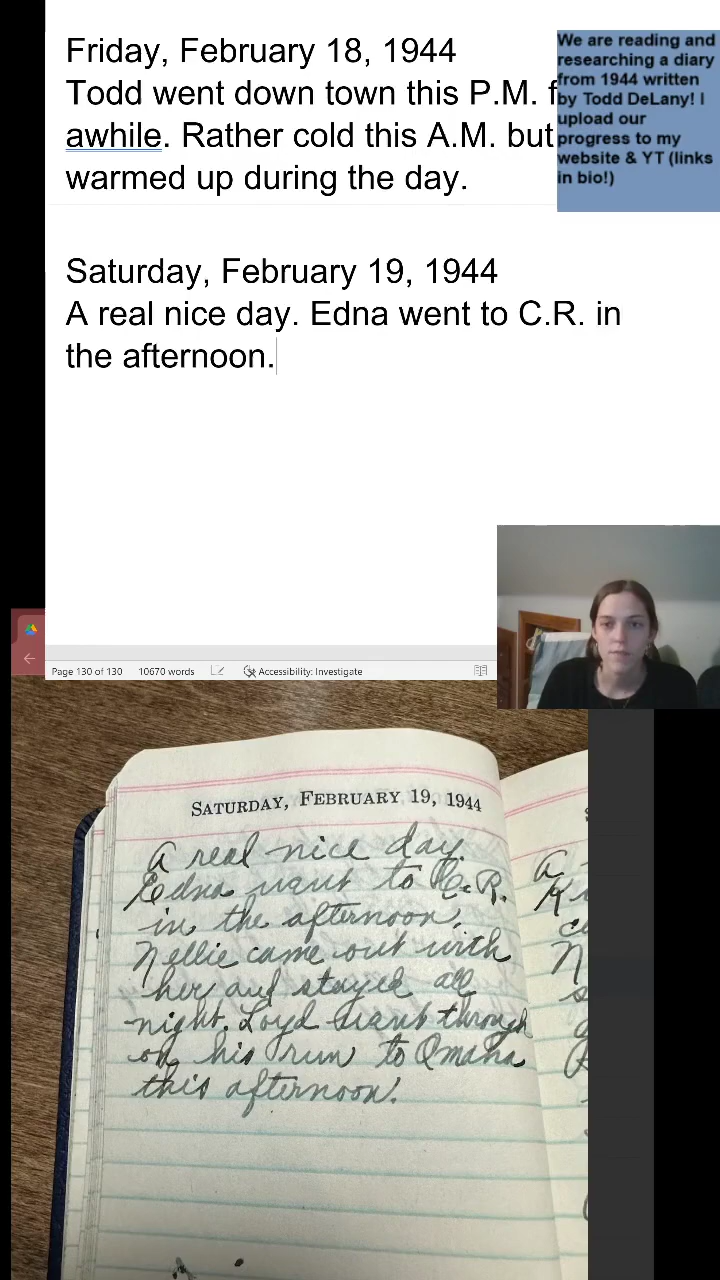 Friday, February 18, 1944
Todd went down town this P.M. f
awhile. Rather cold this A.M. but
warmed up during the day.
We are reading and
researching a diary
from 1944 written
by Todd DeLany! I
upload our
progress to my
website & YT (links
in bio!)
Saturday, February 19, 1944
A real nice day. Edna went to C.R. in
the afternoon.
Page 130 of 130
10670 words
Accessibility: Investigate
SATURDAY, FEBRUARY 19, 1944
A real nice day.
Edna went to C.R.
in the afternoon.
Nellie came out with
her and stayed all
night. Loyd went through
on his run to Omaha
this afternoon.
A